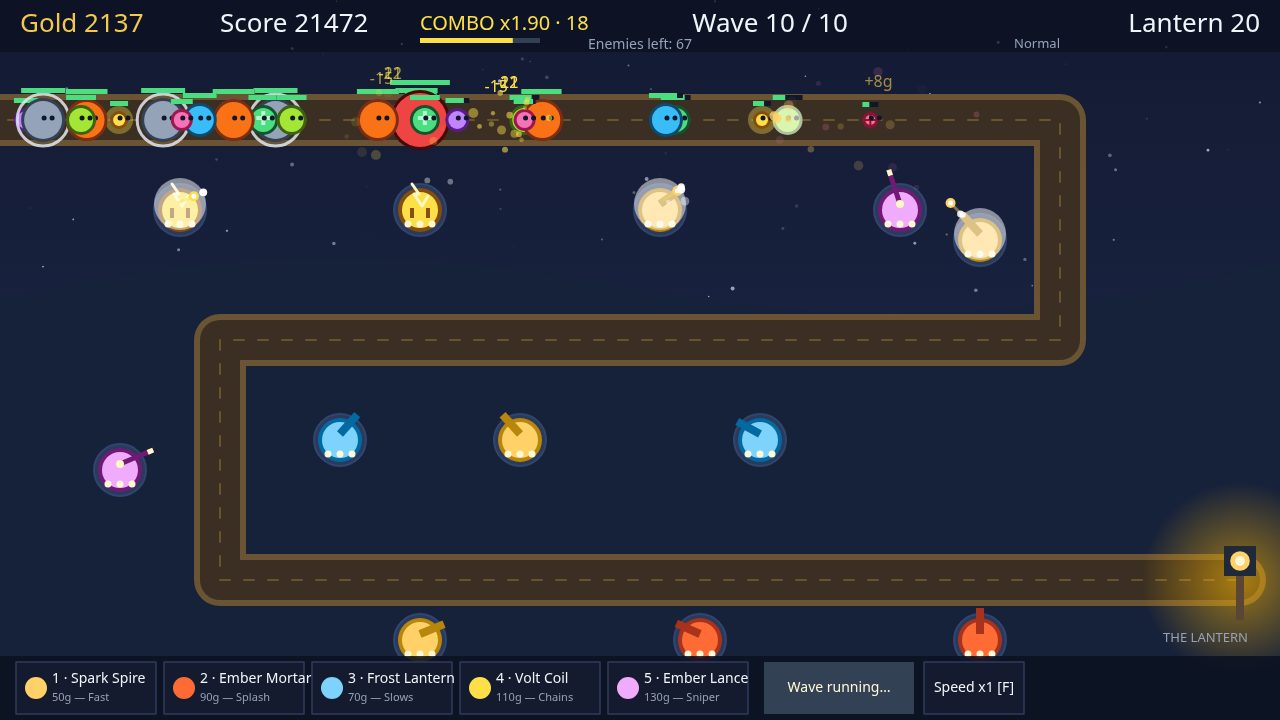 Gold 2137
Score 21472
COMBO x1.90 · 18
Wave 10 / 10
Lantern 20
Enemies left: 67
Normal
+8g
THE LANTERN
1 · Spark Spire
50g — Fast
2 · Ember Mortar
90g — Splash
3 · Frost Lantern
70g — Slows
4 · Volt Coil
110g — Chains
5 · Ember Lance
130g — Sniper
Wave running...
Speed x1 [F]